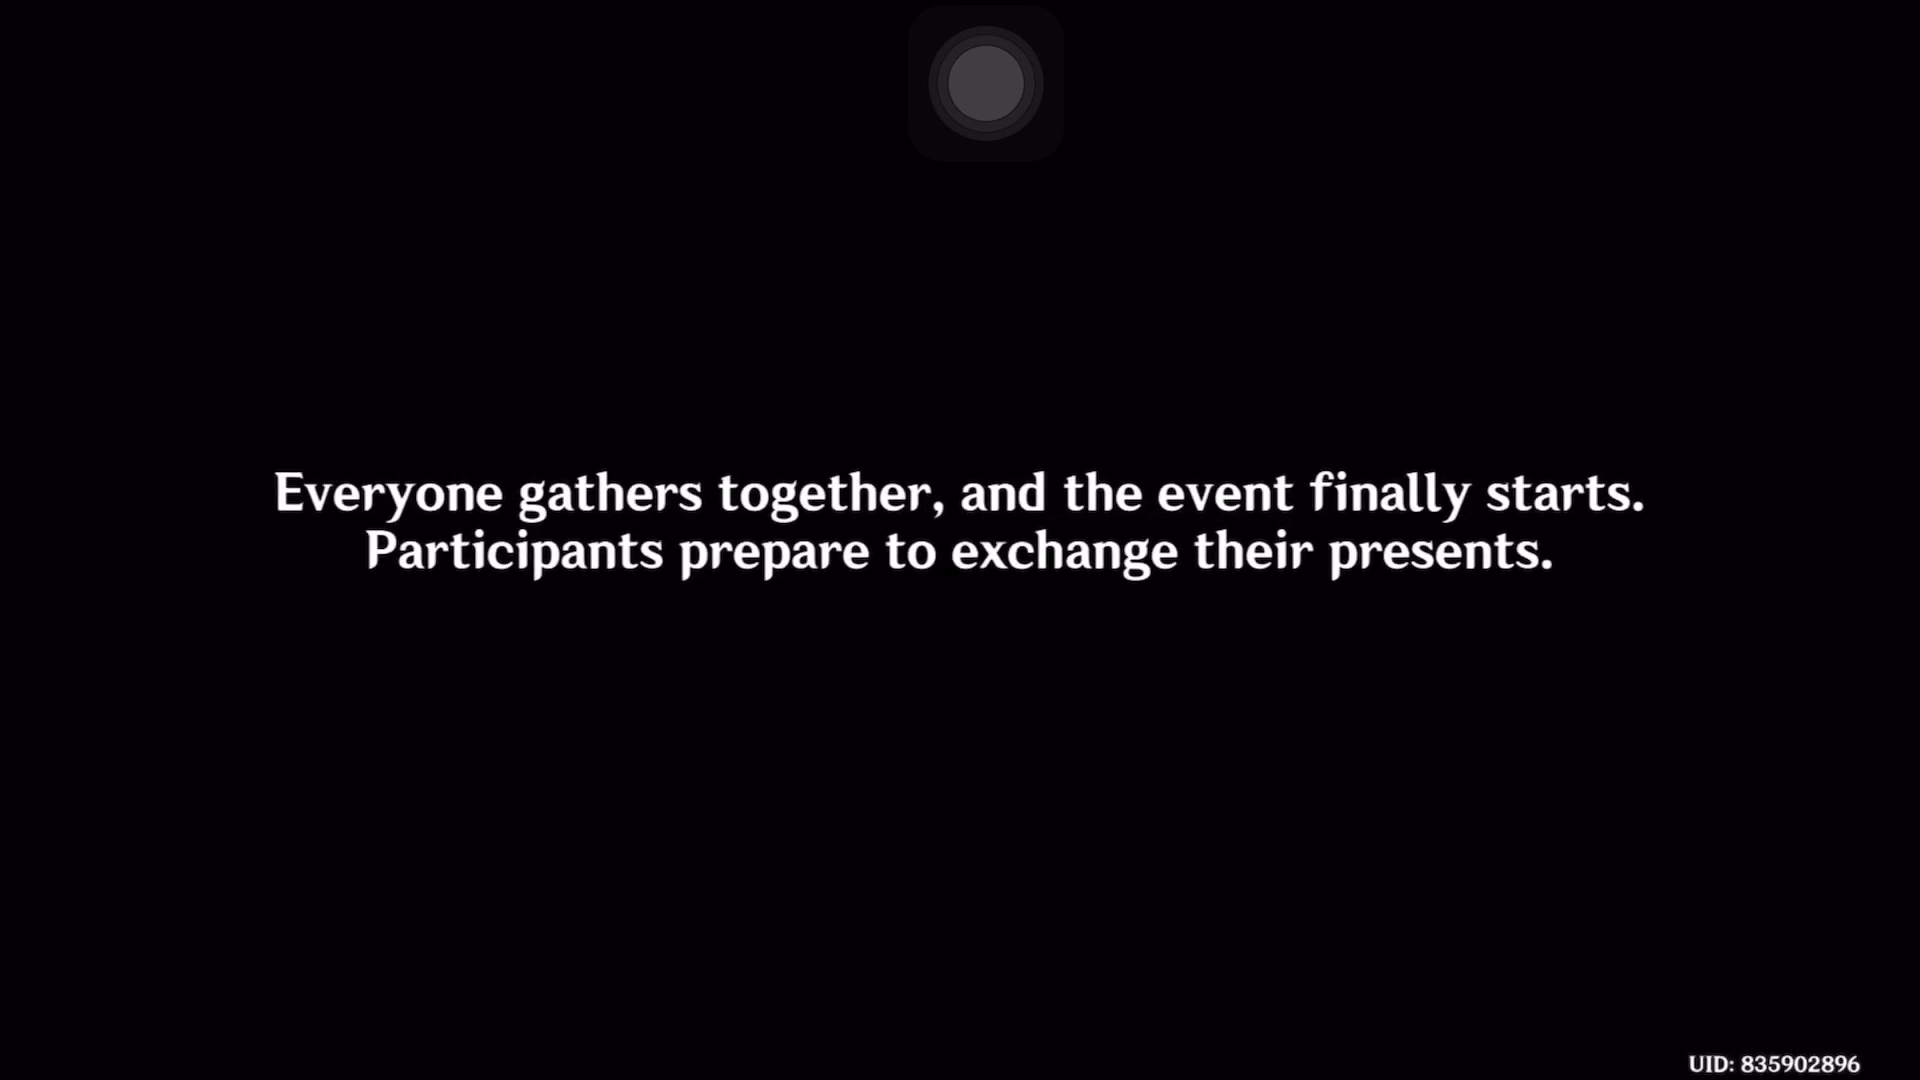 Everyone gathers together, and the event finally starts.
Participants prepare to exchange their presents.
UID: 835902896